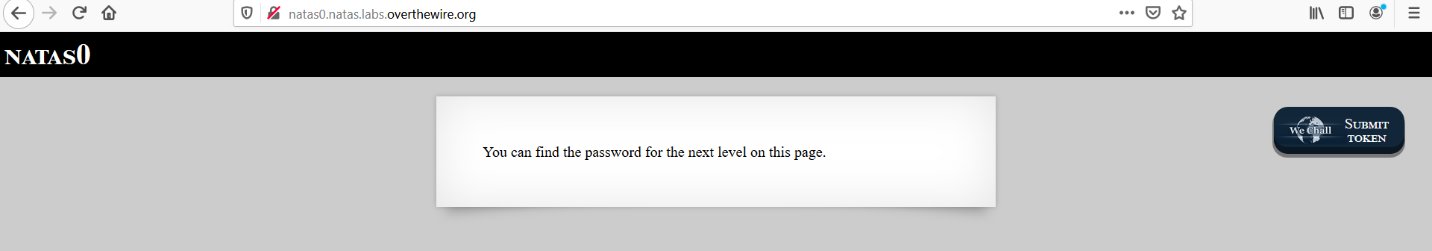 natas0.natas.labs.overthewire.org
NATAS0
You can find the password for the next level on this page.
We Chall
SUBMIT
TOKEN